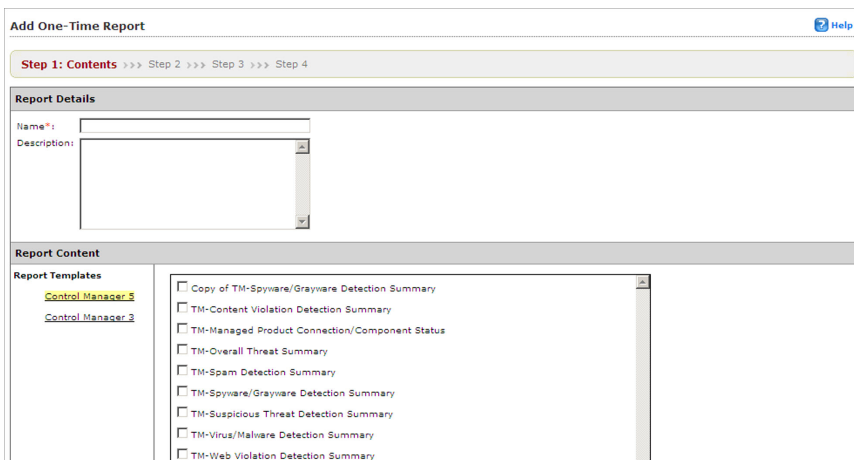 Add One-Time Report
Help
Step 1: Contents >>> Step 2 >>> Step 3 >>> Step 4
Report Details
Name*:
Description:
Report Content
Report Templates
Control Manager 5
Control Manager 3
Copy of TM-Spyware/Grayware Detection Summary
TM-Content Violation Detection Summary
TM-Managed Product Connection/Component Status
TM-Overall Threat Summary
TM-Spam Detection Summary
TM-Spyware/Grayware Detection Summary
TM-Suspicious Threat Detection Summary
TM-Virus/Malware Detection Summary
TM-Web Violation Detection Summary